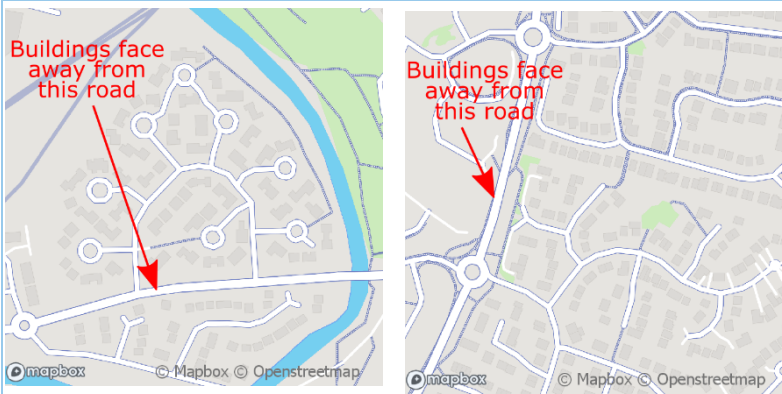 Buildings face
away from
this road
mapbox
© Mapbox © Openstreetmap
Buildings face
away from
this road
mapbox
© Mapbox © Openstreetmap